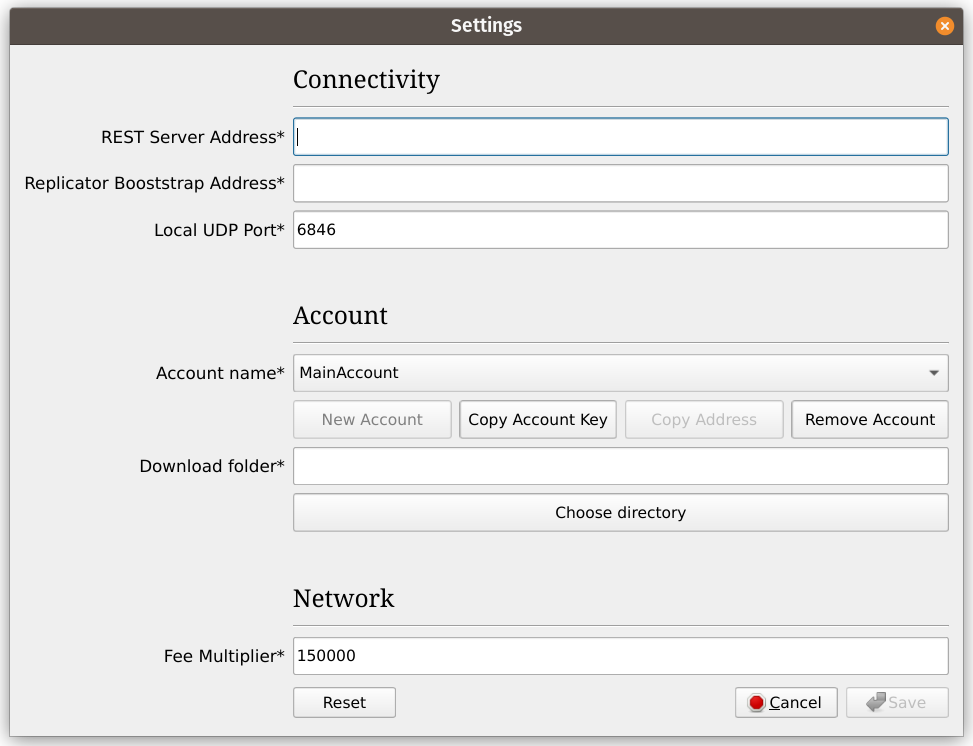 Settings
Connectivity
REST Server Address*
Replicator Booststrap Address*
Local UDP Port* 6846
Account
Account name* MainAccount
New Account Copy Account Key Copy Address Remove Account
Download folder*
Choose directory
Network
Fee Multiplier* 150000
Reset Cancel Save